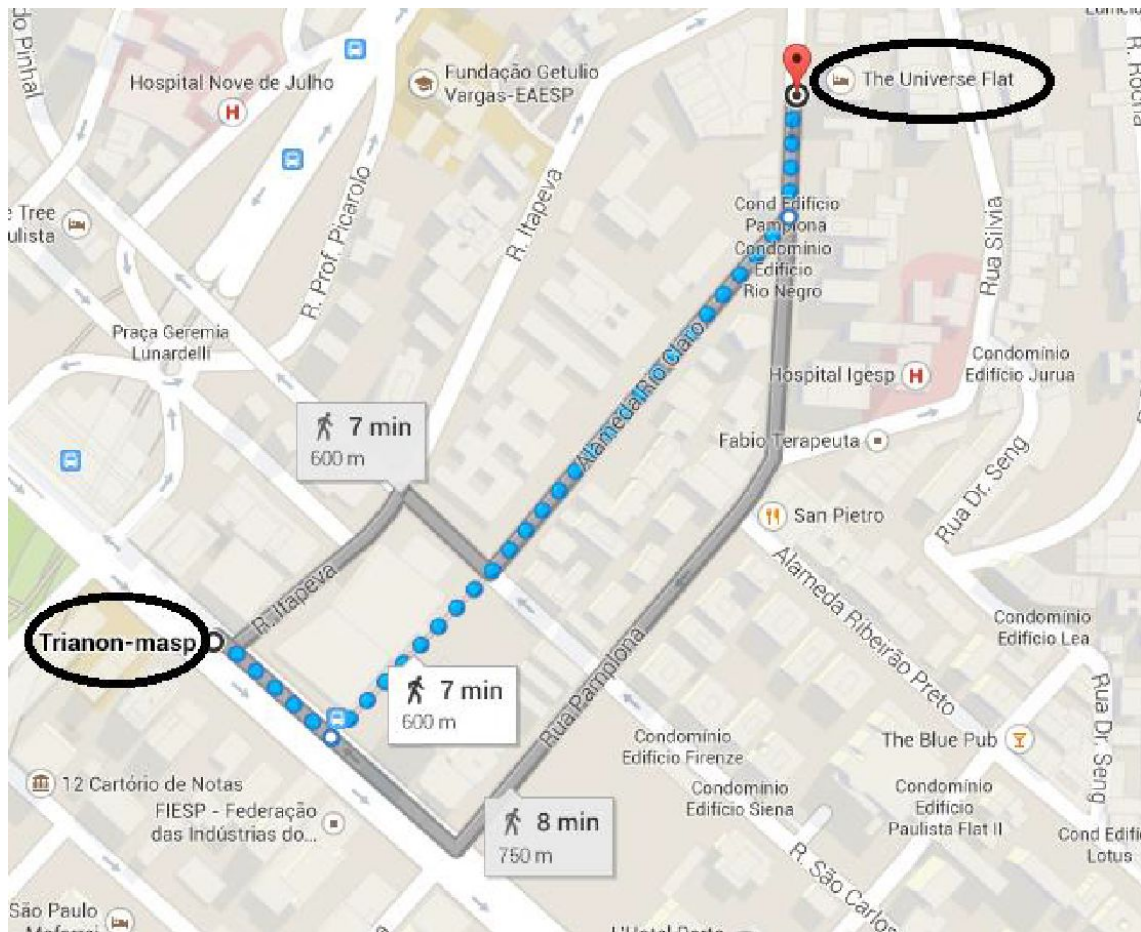 do Pinhal
Hospital Nove de Julho
H
Fundação Getulio
Vargas-EAESP
The Universe Flat
R. Rocha
Tree
ulista
R. Prof. Picarolo
R. Itapeva
Cond Edifício
Pamplona
Condomínio
Edifício
Rio Negro
Rua Silvia
Praça Geremia
Lunardelli
Alameda Rio Claro
Hospital Igesp H
Condomínio
Edifício Jurua
7 min
600 m
Fabio Terapeuta
Rua Dr. Seng
San Pietro
R. Itapeva
Alameda Ribeirão Preto
Condomínio
Edifício Lea
Trianon-masp
7 min
600 m
Rua Pamplona
Rua Dr. Seng
Condomínio
Edifício Firenze
The Blue Pub
12 Cartório de Notas
FIESP - Federação
das Indústrias do...
Condomínio
Edifício Siena
Condomínio
Edifício
Paulista Flat II
8 min
750 m
Cond Edifi
Lotus
R. São Carlos
São Paulo